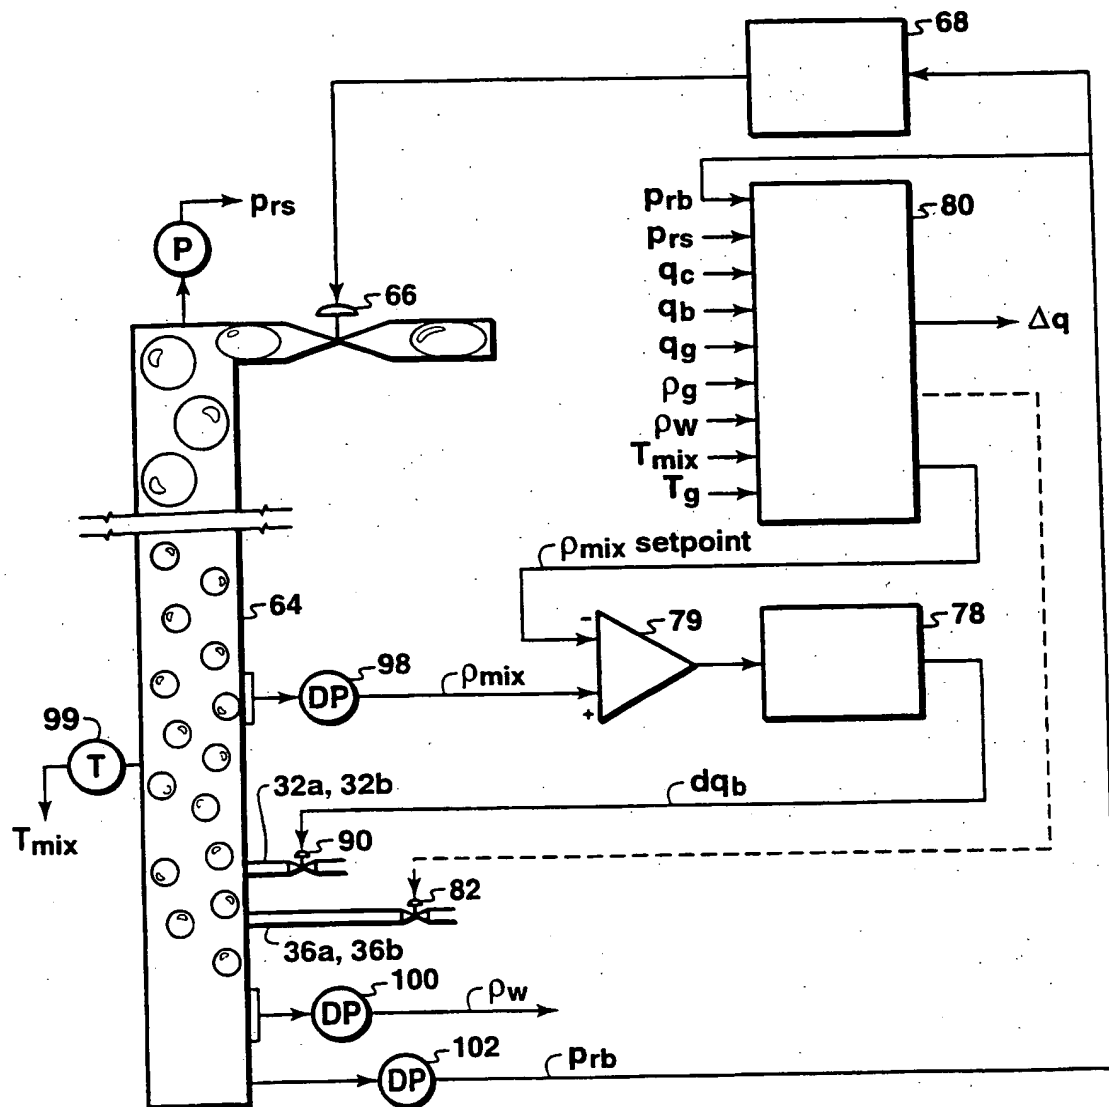 68
prs
P
prb
80
prs
qc
66
qb
Δq
qg
ρg
ρw
Tmix
Tg
ρmix setpoint
64
-
79
78
98
ρmix
DP
+
99
T
32a, 32b
dqb
Tmix
90
82
36a, 36b
100
ρw
DP
102
prb
DP